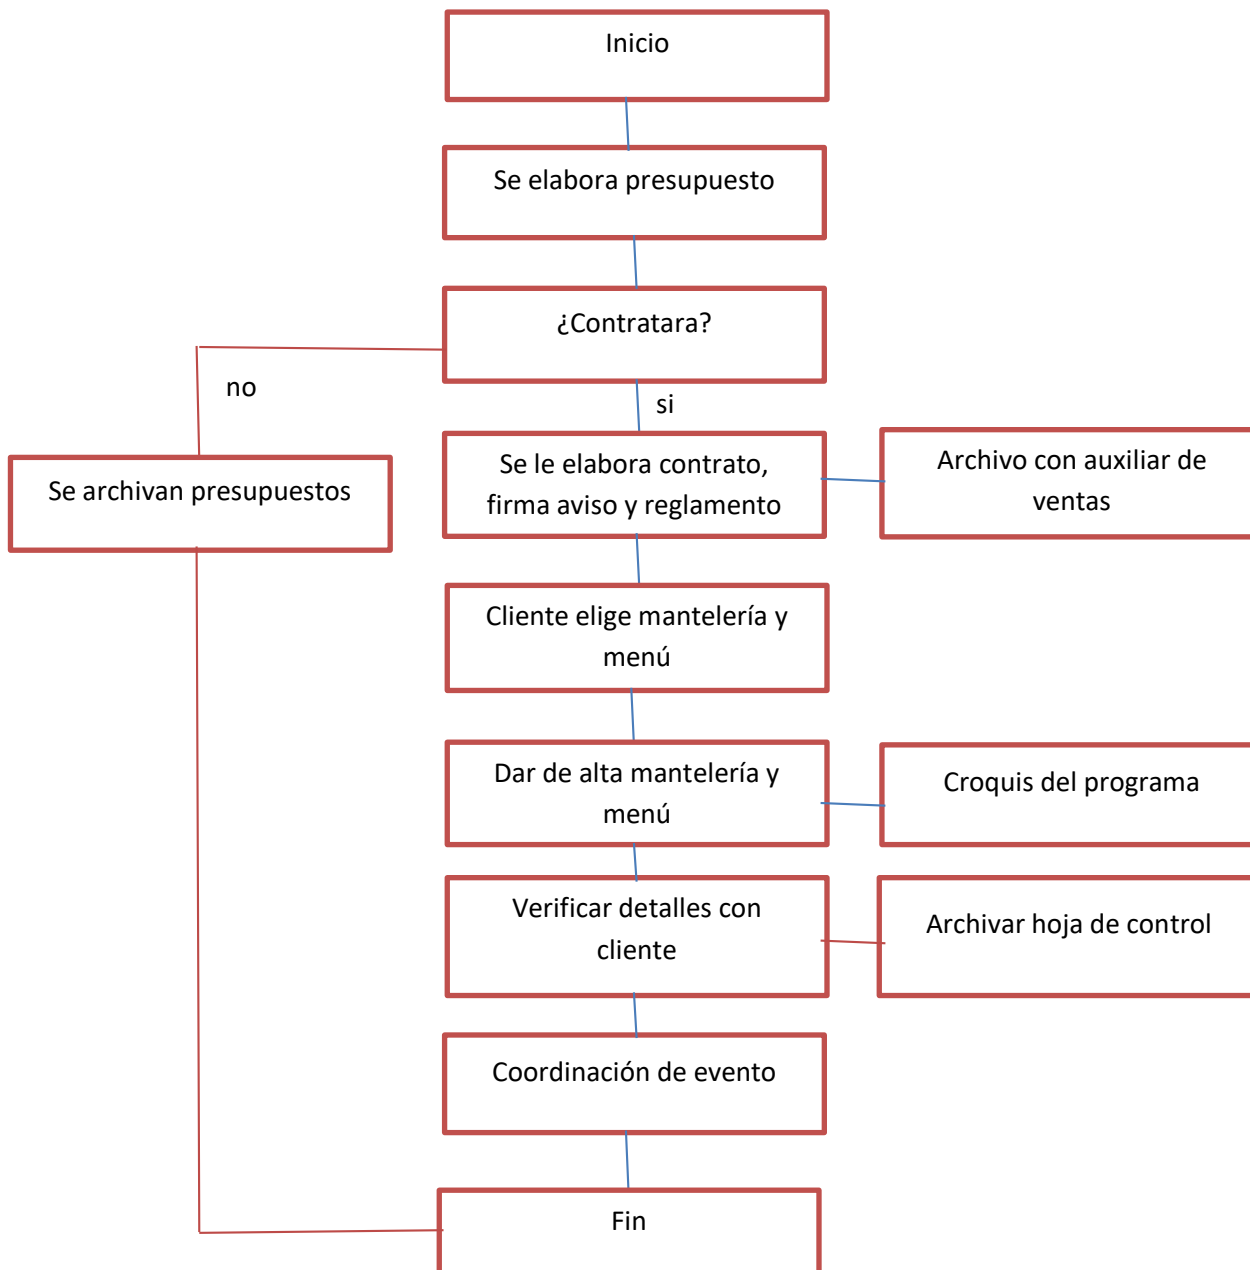 Inicio
Se elabora presupuesto
¿Contratara?
no
si
Se archivan presupuestos
Se le elabora contrato,
firma aviso y reglamento
Archivo con auxiliar de
ventas
Cliente elige mantelería y
menú
Dar de alta mantelería y
menú
Croquis del programa
Verificar detalles con
cliente
Archivar hoja de control
Coordinación de evento
Fin